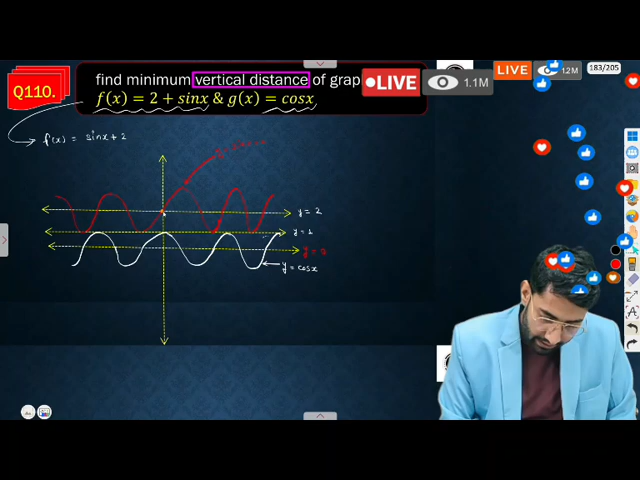 Q110.
find minimum vertical distance of grap
f(x) = 2 + sinx & g(x) = cosx
LIVE
1.1M
LIVE
12M
183/205
f(x) = sinx + 2
y = 2
y = 1
y = 0
y = cosx